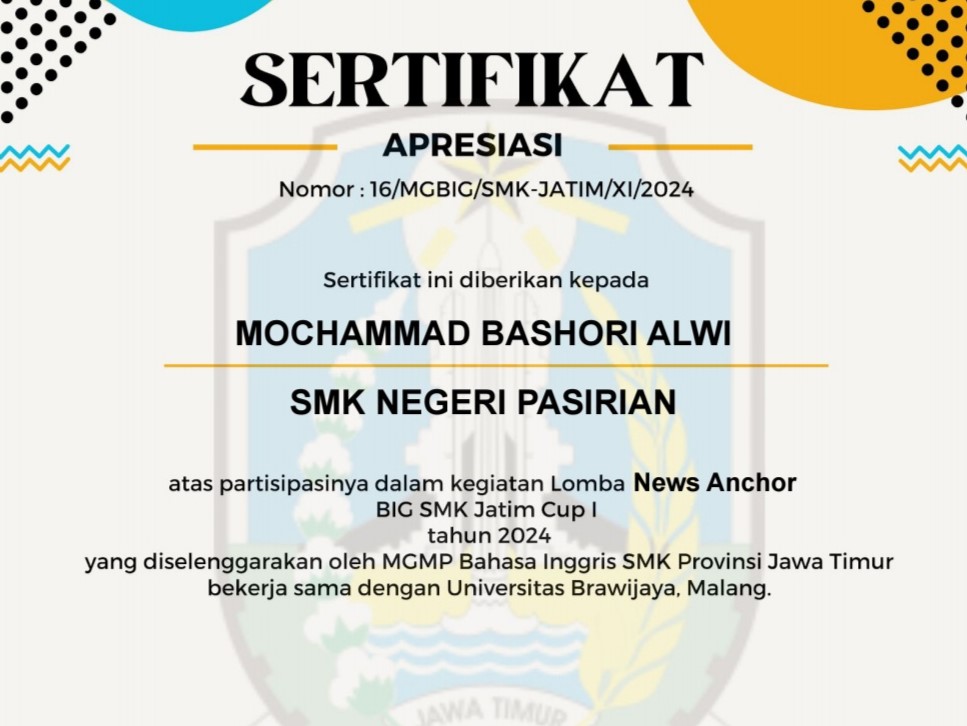 SERTIFIKAT
APRESIASI
Nomor : 16/MGBIG/SMK-JATIM/XI/2024
Sertifikat ini diberikan kepada
MOCHAMMAD BASHORI ALWI
SMK NEGERI PASIRIAN
atas partisipasinya dalam kegiatan Lomba News Anchor
BIG SMK Jatim Cup I
tahun 2024
yang diselenggarakan oleh MGMP Bahasa Inggris SMK Provinsi Jawa Timur
bekerja sama dengan Universitas Brawijaya, Malang.
JAWA TIMUR